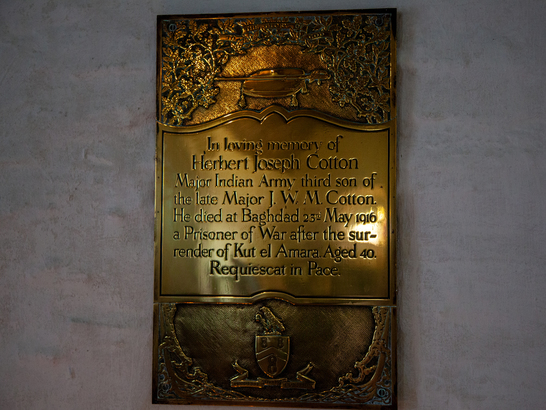 In loving memory of
Herbert Joseph Cotton
Major Indian Army third son of
the late Major J. W. M. Cotton.
He died at Baghdad 23rd May 1916
a Prisoner of War after the sur-
render of Kut el Amara. Aged 40.
Requiescat in Pace.